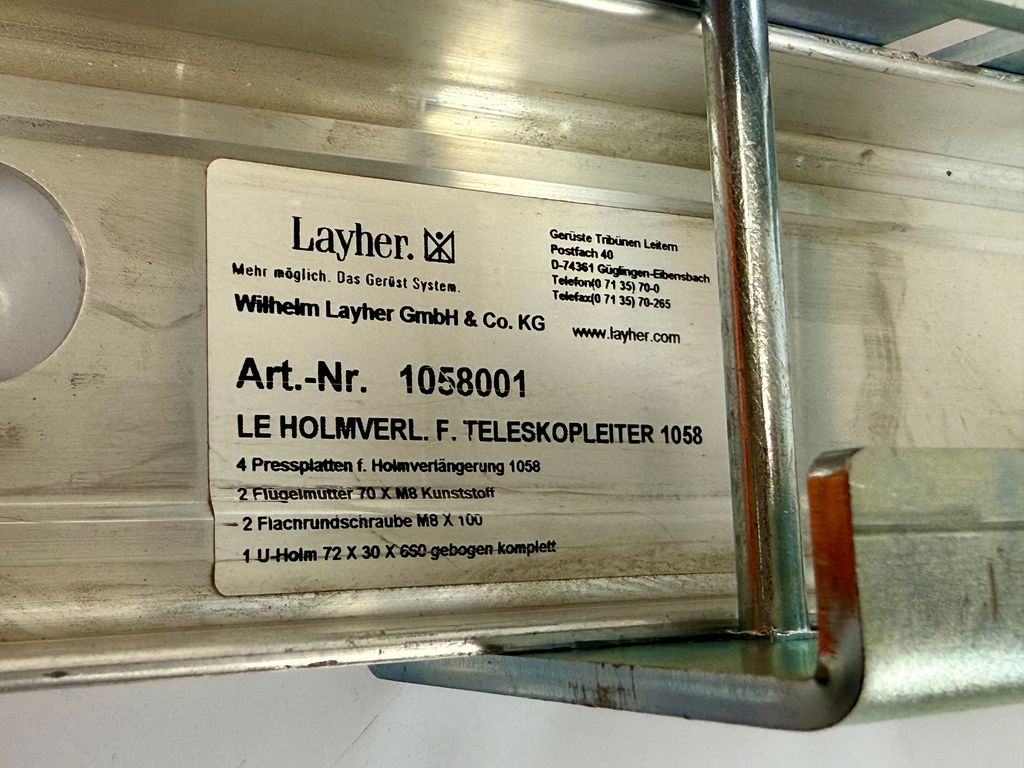 Layher.
Mehr möglich. Das Gerüst System.
Wilhelm Layher GmbH & Co. KG
Gerüste Tribünen Leitern
Postfach 40
D-74361 Güglingen-Eibensbach
Telefon(0 71 35) 70-0
Telefax(0 71 35) 70-265
www.layher.com
Art.-Nr. 1058001
LE HOLMVERL. F. TELESKOPLEITER 1058
4 Pressplatten f. Holmverlängerung 1058
2 Flügelmutter 70 X M8 Kunststoff
2 Flachrundschraube M8 X 100
1 U-Holm 72 X 30 X 650 gebogen komplett